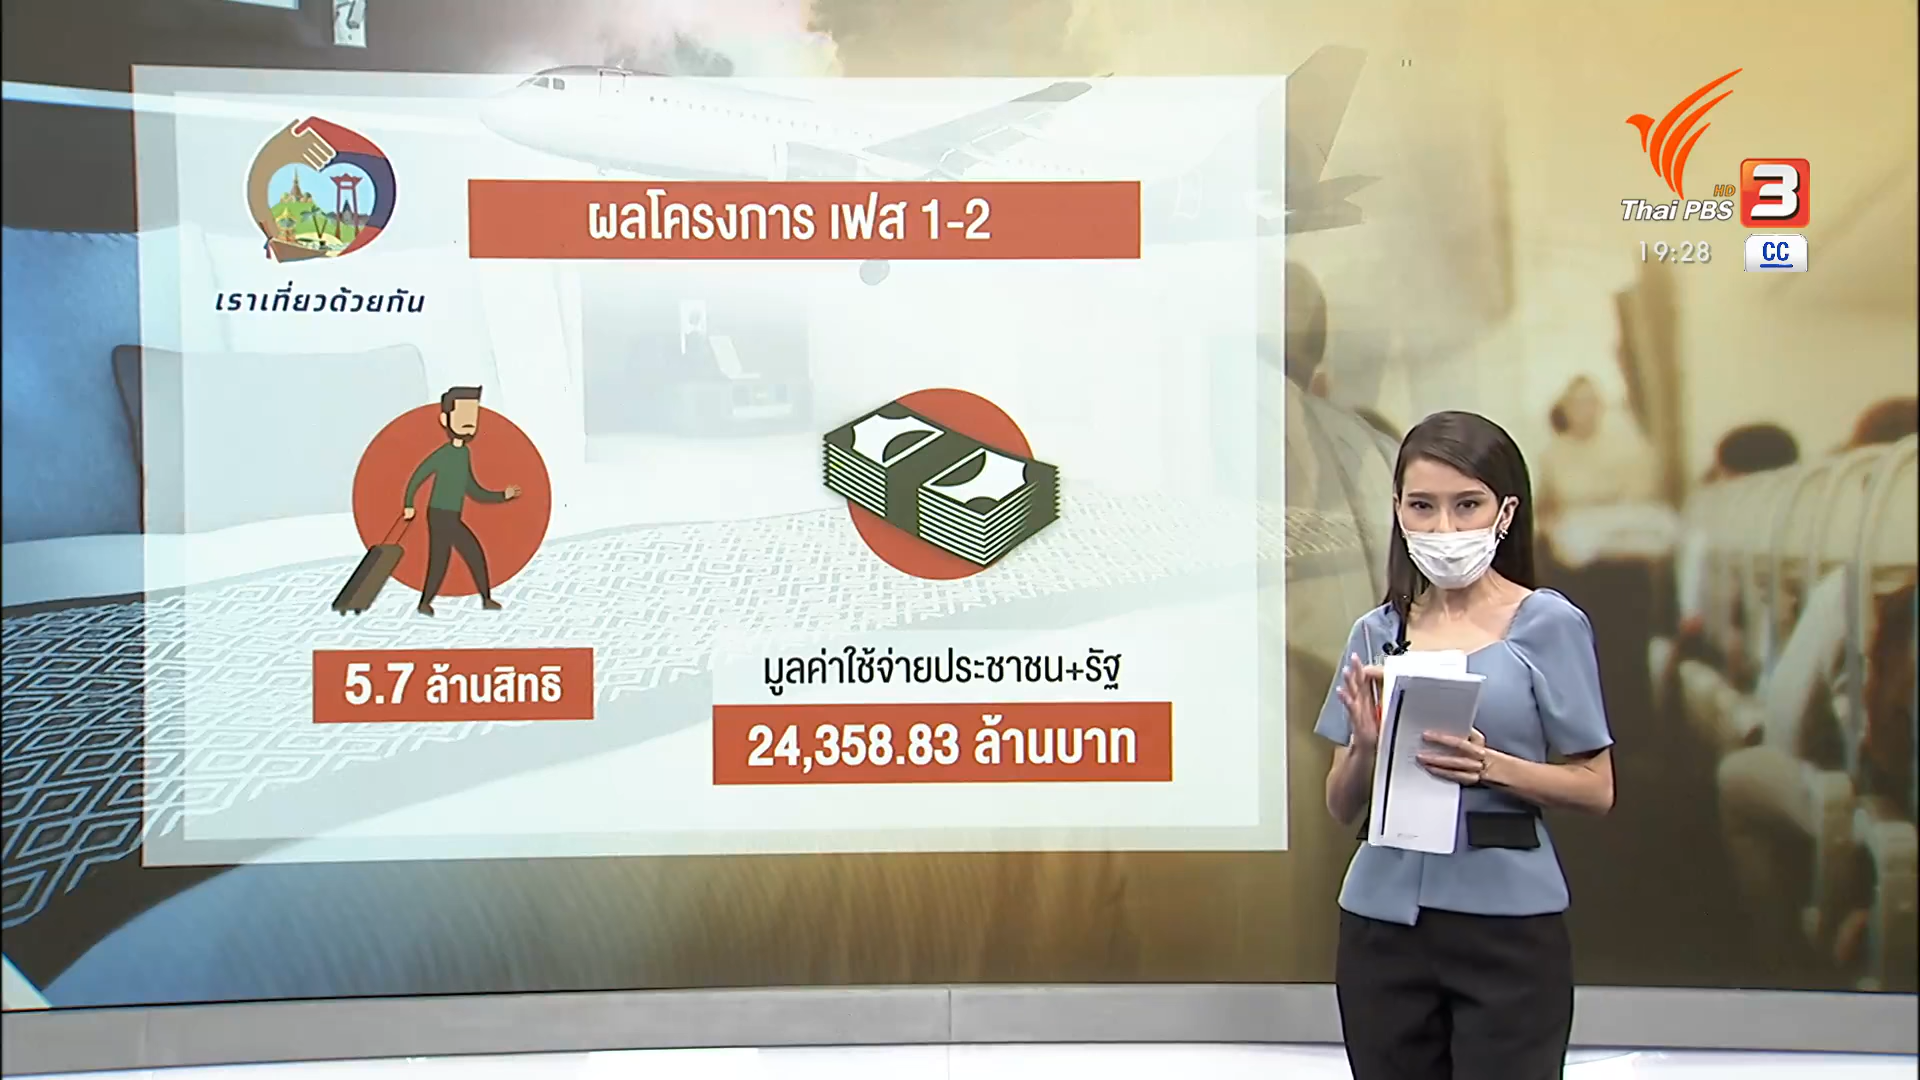 ผลโครงการ เฟส 1-2
เราเที่ยวด้วยกัน
5.7 ล้านสิทธิ
มูลค่าใช้จ่ายประชาชน+รัฐ
24,358.83 ล้านบาท
HD
Thai PBS
3
19:28
CC